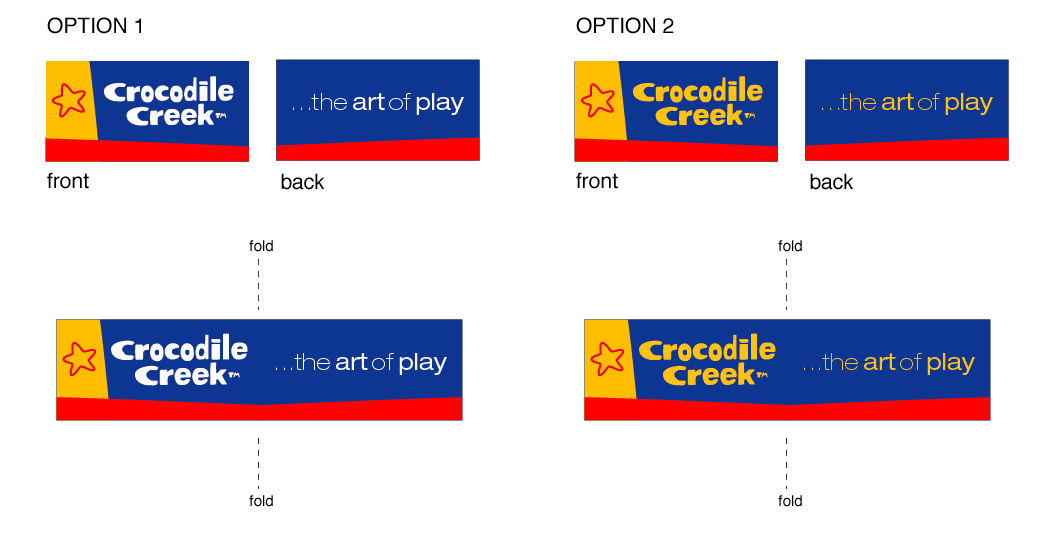 OPTION 1
OPTION 2
Crocodile
Creek™
...the art of play
Crocodile
Creek™
...the art of play
front
back
front
back
fold
fold
Crocodile
Creek™
...the art of play
Crocodile
Creek™
...the art of play
fold
fold